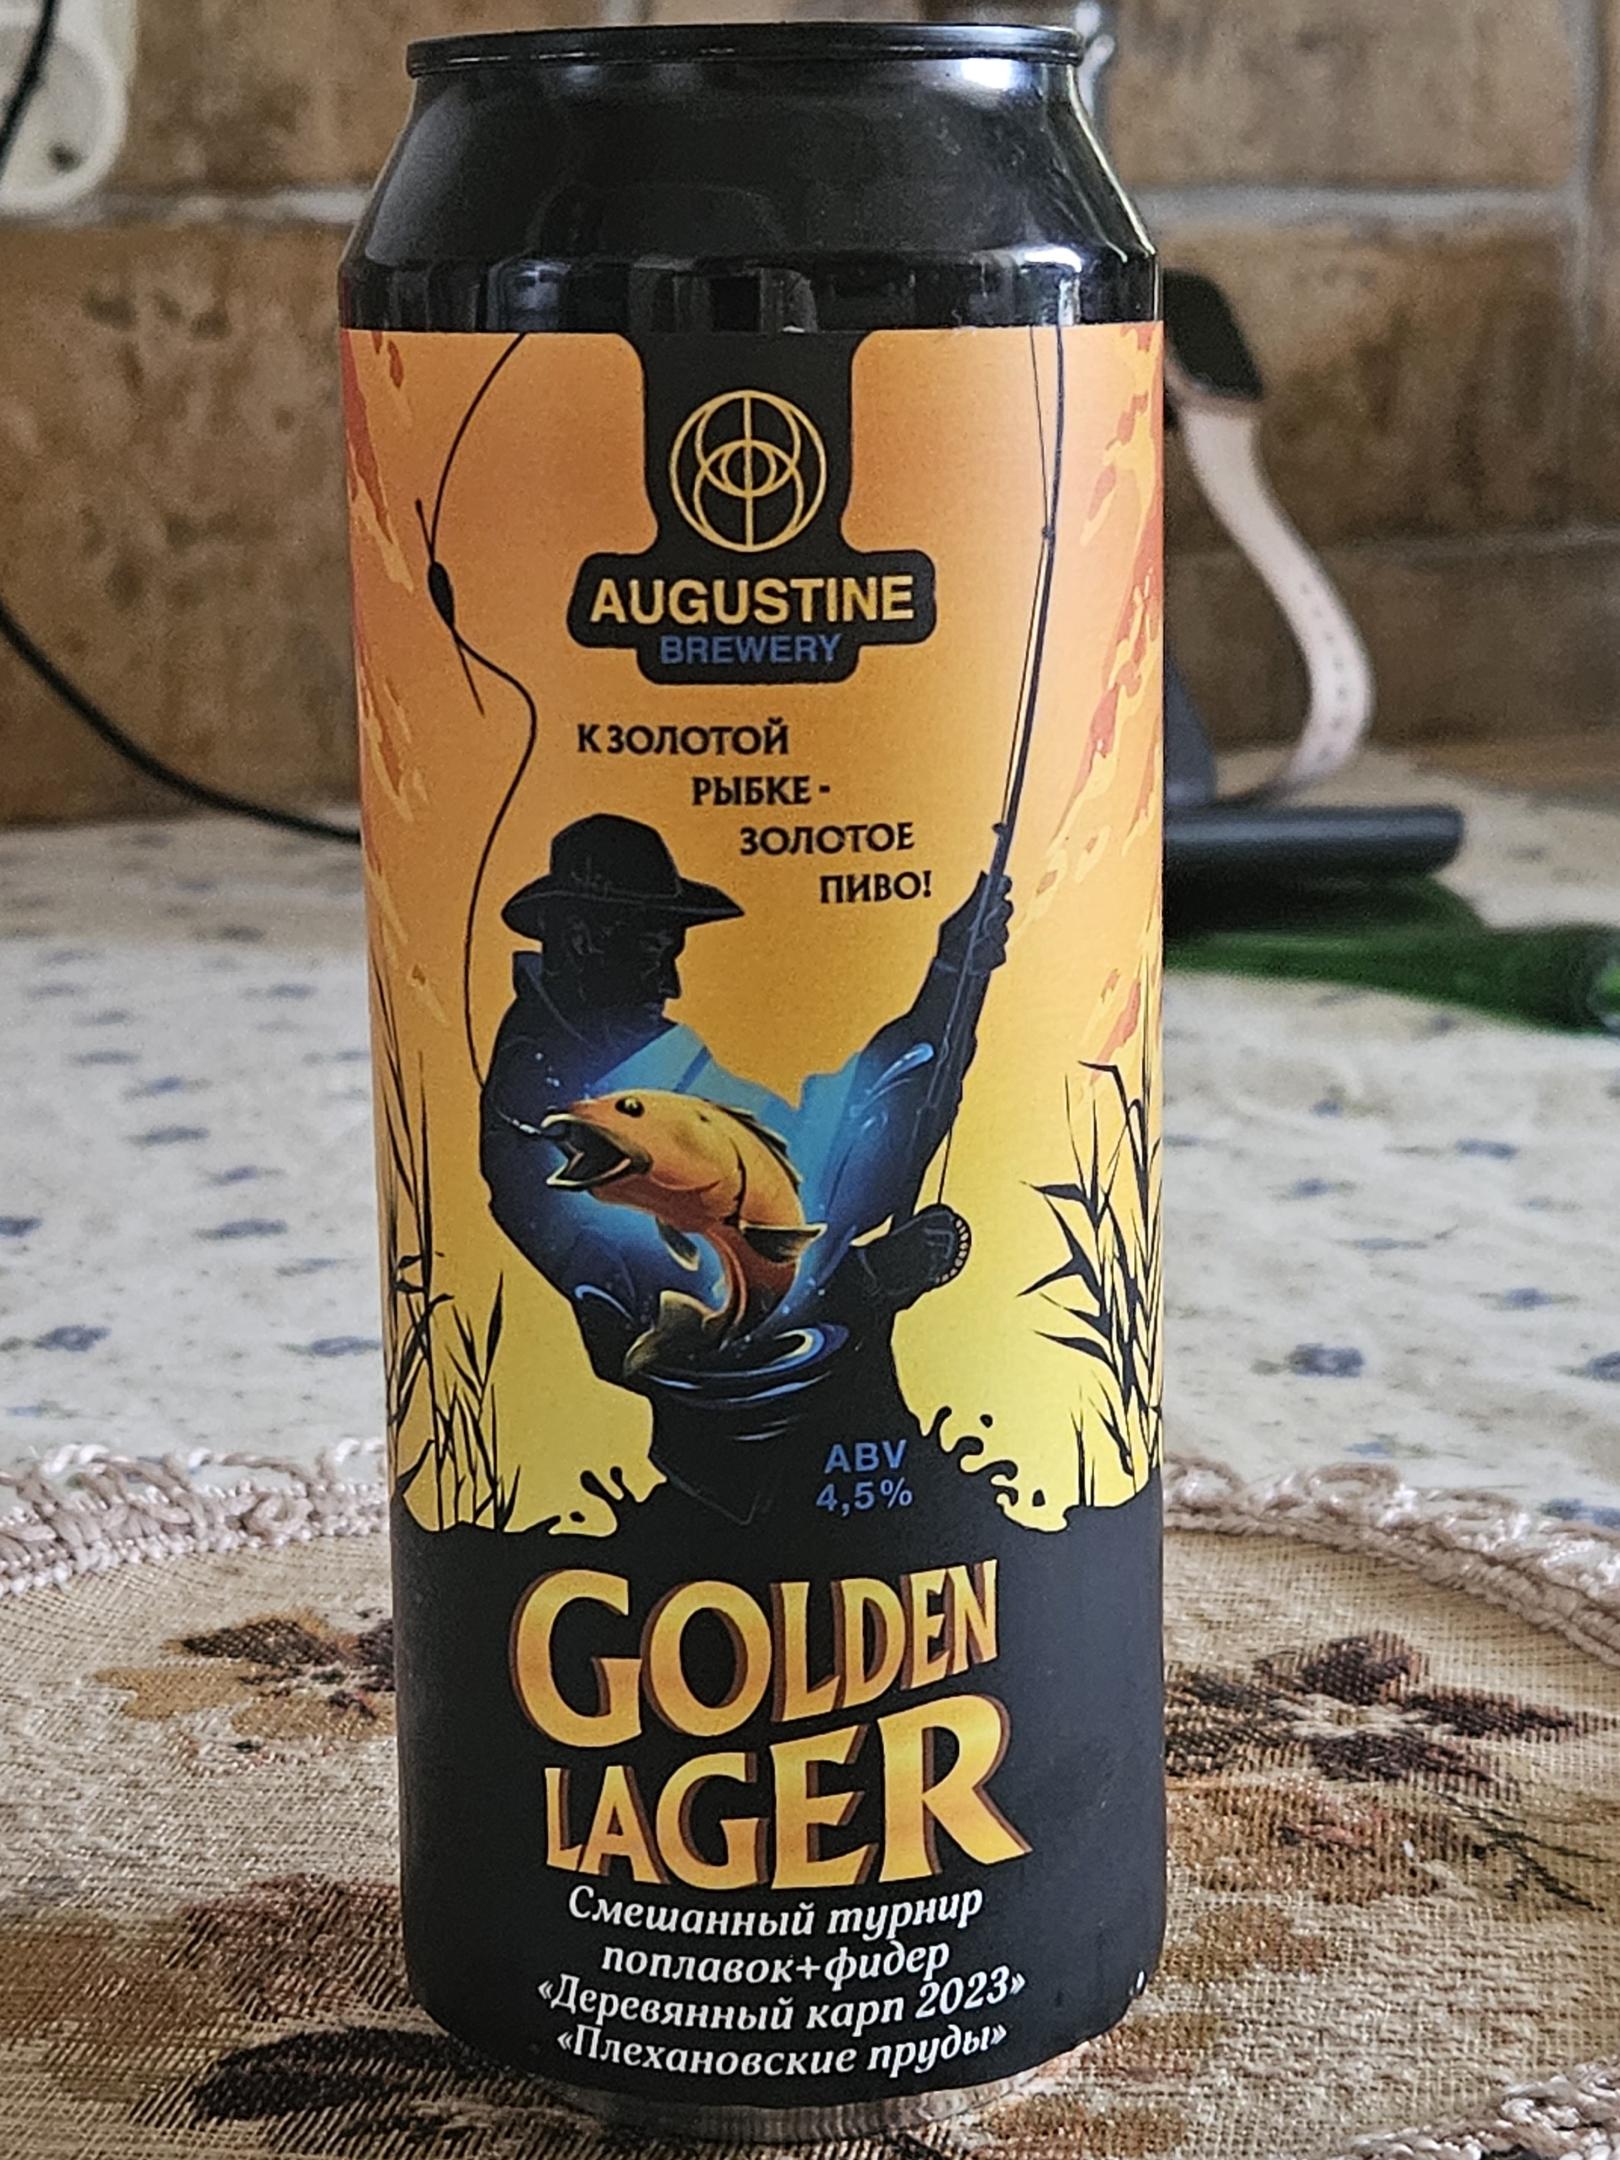 AUGUSTINE
BREWERY
К ЗОЛОТОЙ
РЫБКЕ -
ЗОЛОТОЕ
ПИВО!
ABV
4,5%
GOLDEN
LAGER
Смешанный турнир
поплавок+фидер
«Деревянный карп 2023»
«Плехановские пруды»